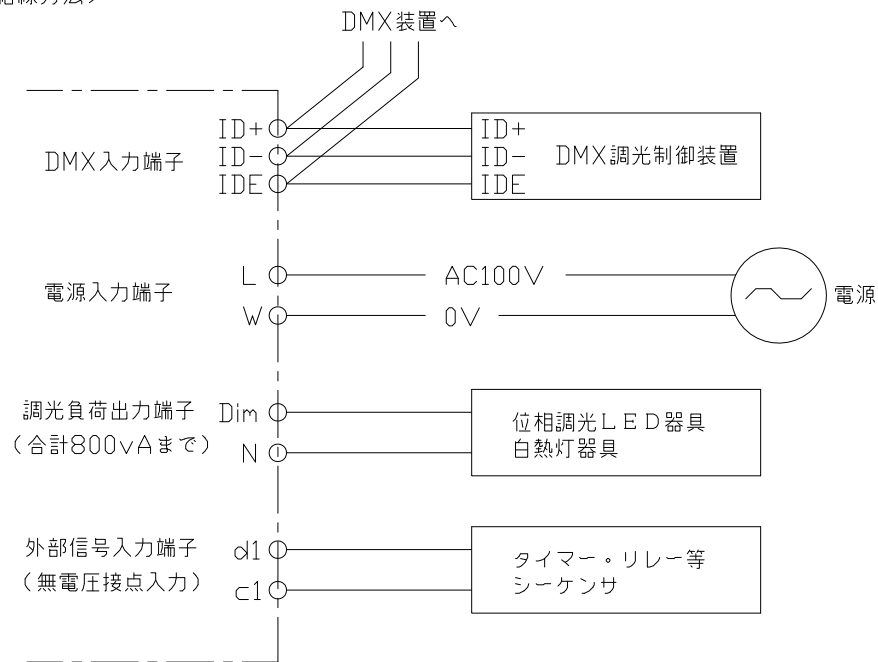 DMX装置へ
ID+
ID-
IDE
DMX入力端子
ID+
ID-
IDE
DMX調光制御装置
電源入力端子
L
AC100V
W
0V
電源
調光負荷出力端子
(合計800vAまで)
Dim
N
位相調光LED器具
白熱灯器具
外部信号入力端子
(無電圧接点入力)
d1
c1
タイマー・リレー等
シーケンサ